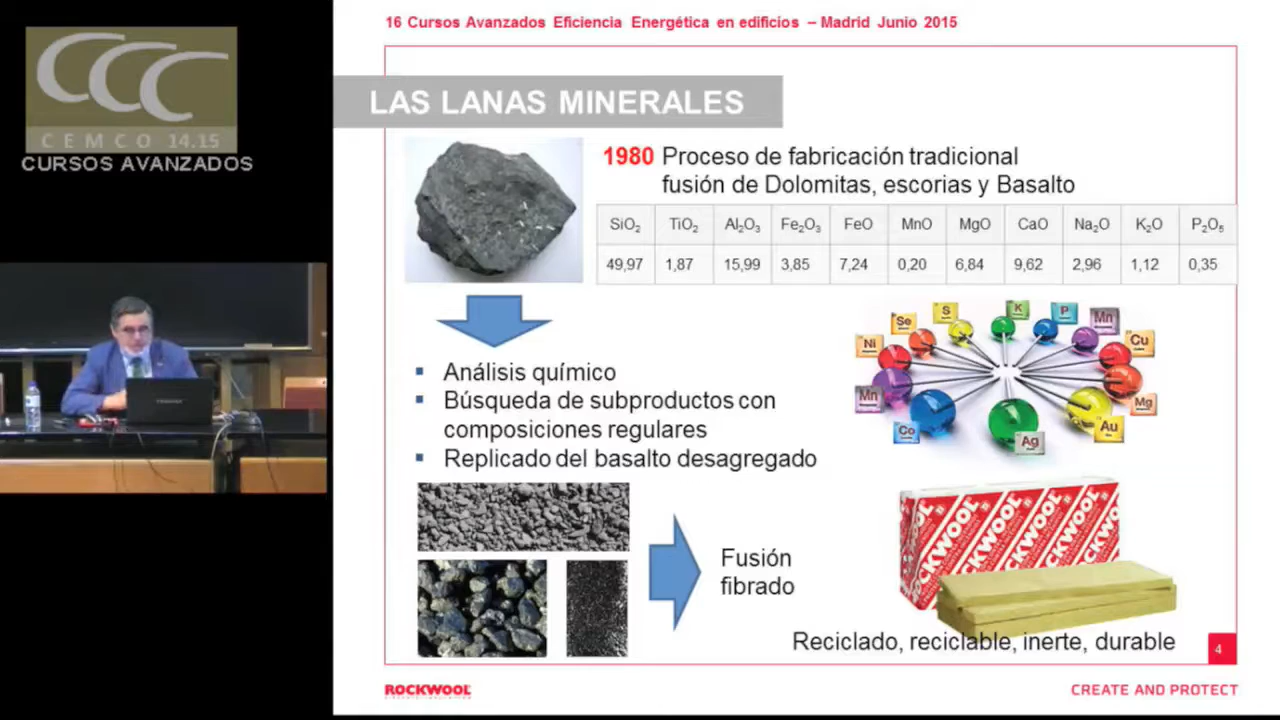 16 Cursos Avanzados Eficiencia Energética en edificios – Madrid Junio 2015
CCC
CEMCO 14.15
CURSOS AVANZADOS
LAS LANAS MINERALES
1980 Proceso de fabricación tradicional
fusión de Dolomitas, escorias y Basalto
SiO2 TiO2 Al2O3 Fe2O3 FeO MnO MgO CaO Na2O K2O P2O5
49,97 1,87 15,99 3,85 7,24 0,20 6,84 9,62 2,96 1,12 0,35
Análisis químico
Búsqueda de subproductos con
composiciones regulares
Replicado del basalto desagregado
Ni Se S K P Mn Cu
Mn Co Ag Au Mg
Fusión
fibrado
ROCKWOOL
Reciclado, reciclable, inerte, durable
4
ROCKWOOL
CREATE AND PROTECT